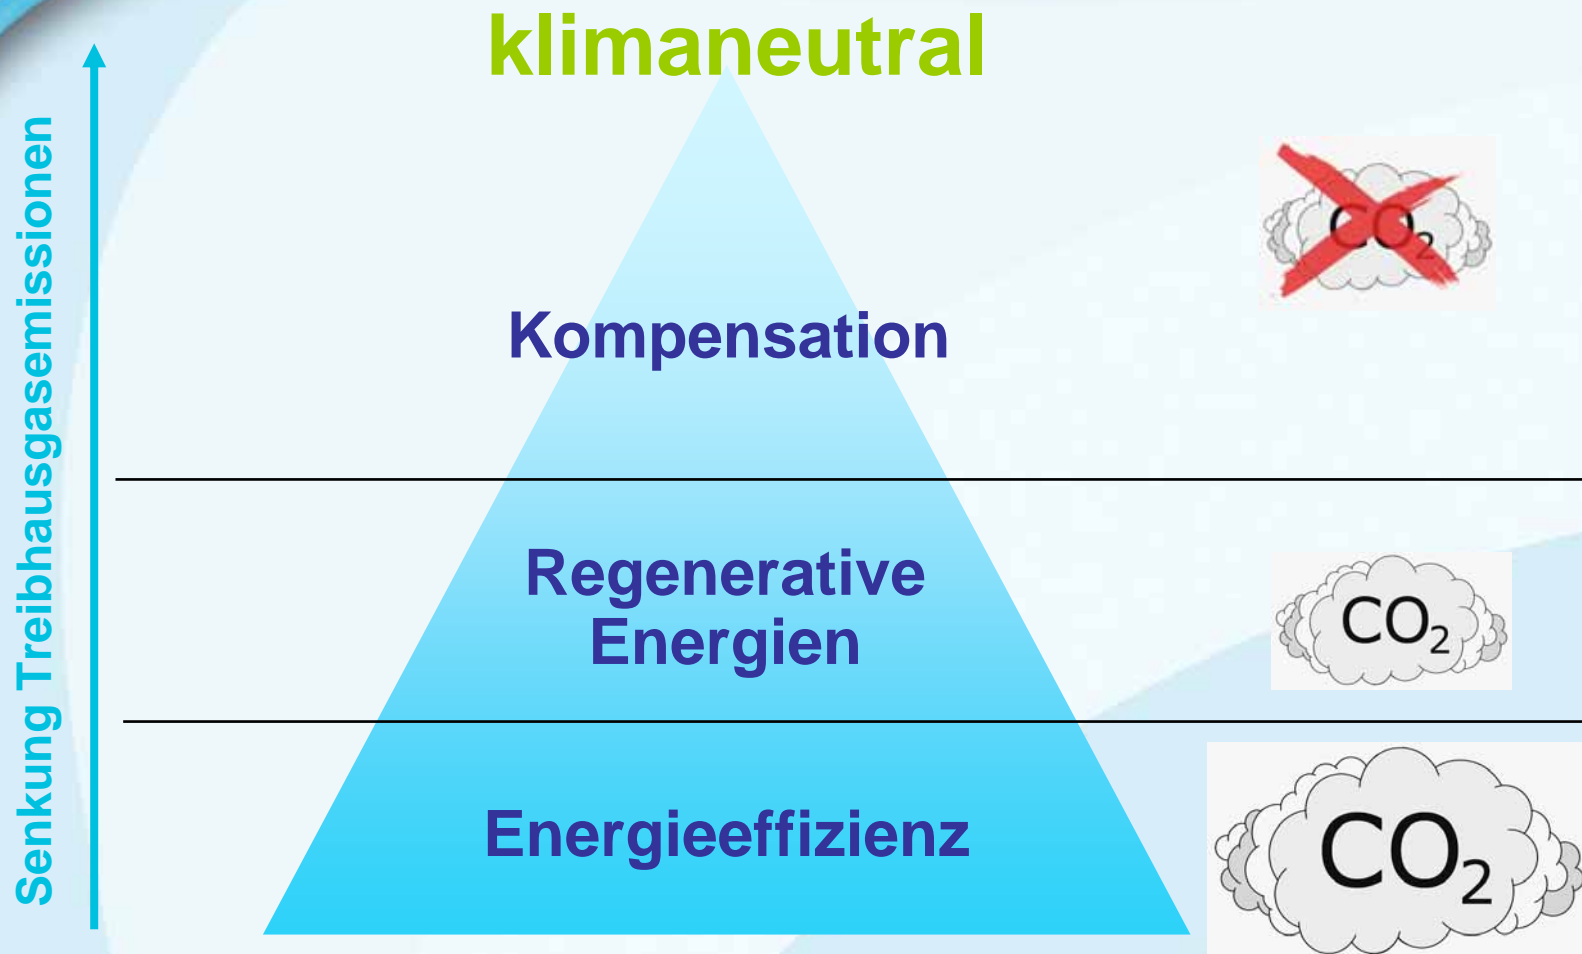 klimaneutral
Senkung Treibhausgasemissionen
CO₂
Kompensation
Regenerative
Energien
CO₂
Energieeffizienz
CO₂